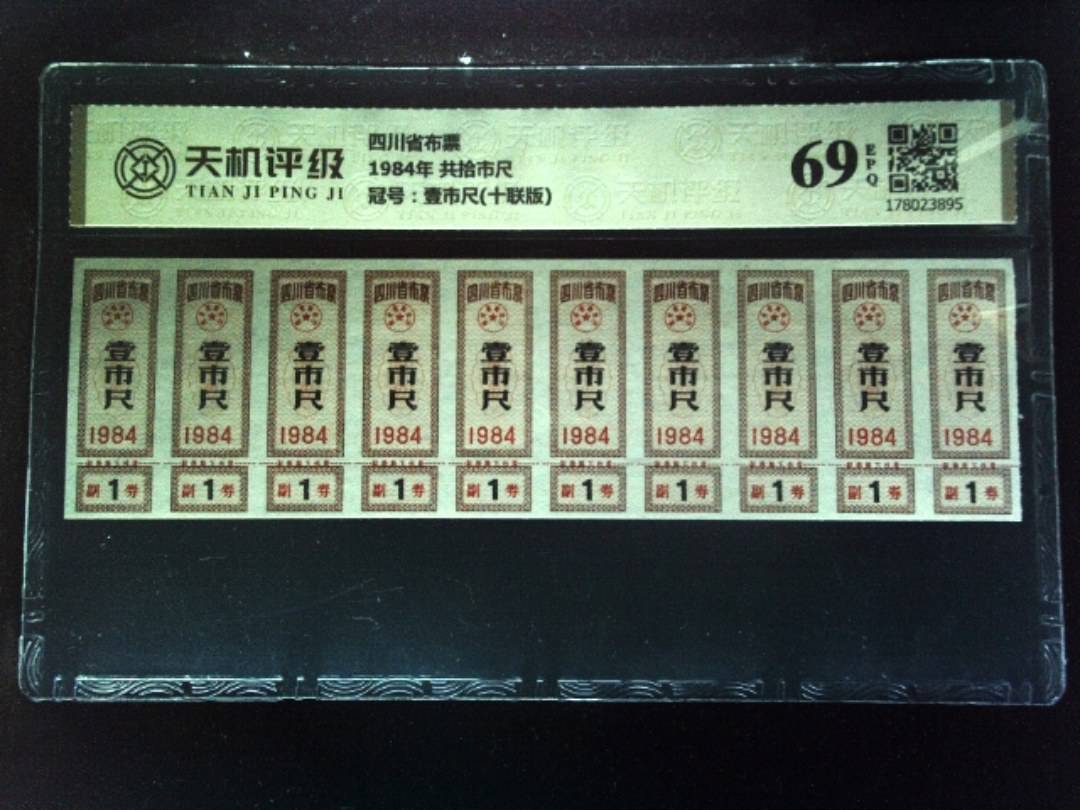 天机评级
TIAN JI PING JI
四川省布票
1984年 共拾市尺
冠号：壹市尺(十联版)
69
EPQ
178023895
四川省布票 四川省布票 四川省布票 四川省布票 四川省布票 四川省布票 四川省布票 四川省布票 四川省布票 四川省布票
壹市尺 壹市尺 壹市尺 壹市尺 壹市尺 壹市尺 壹市尺 壹市尺 壹市尺 壹市尺
1984 1984 1984 1984 1984 1984 1984 1984 1984 1984
副1券 副1券 副1券 副1券 副1券 副1券 副1券 副1券 副1券 副1券